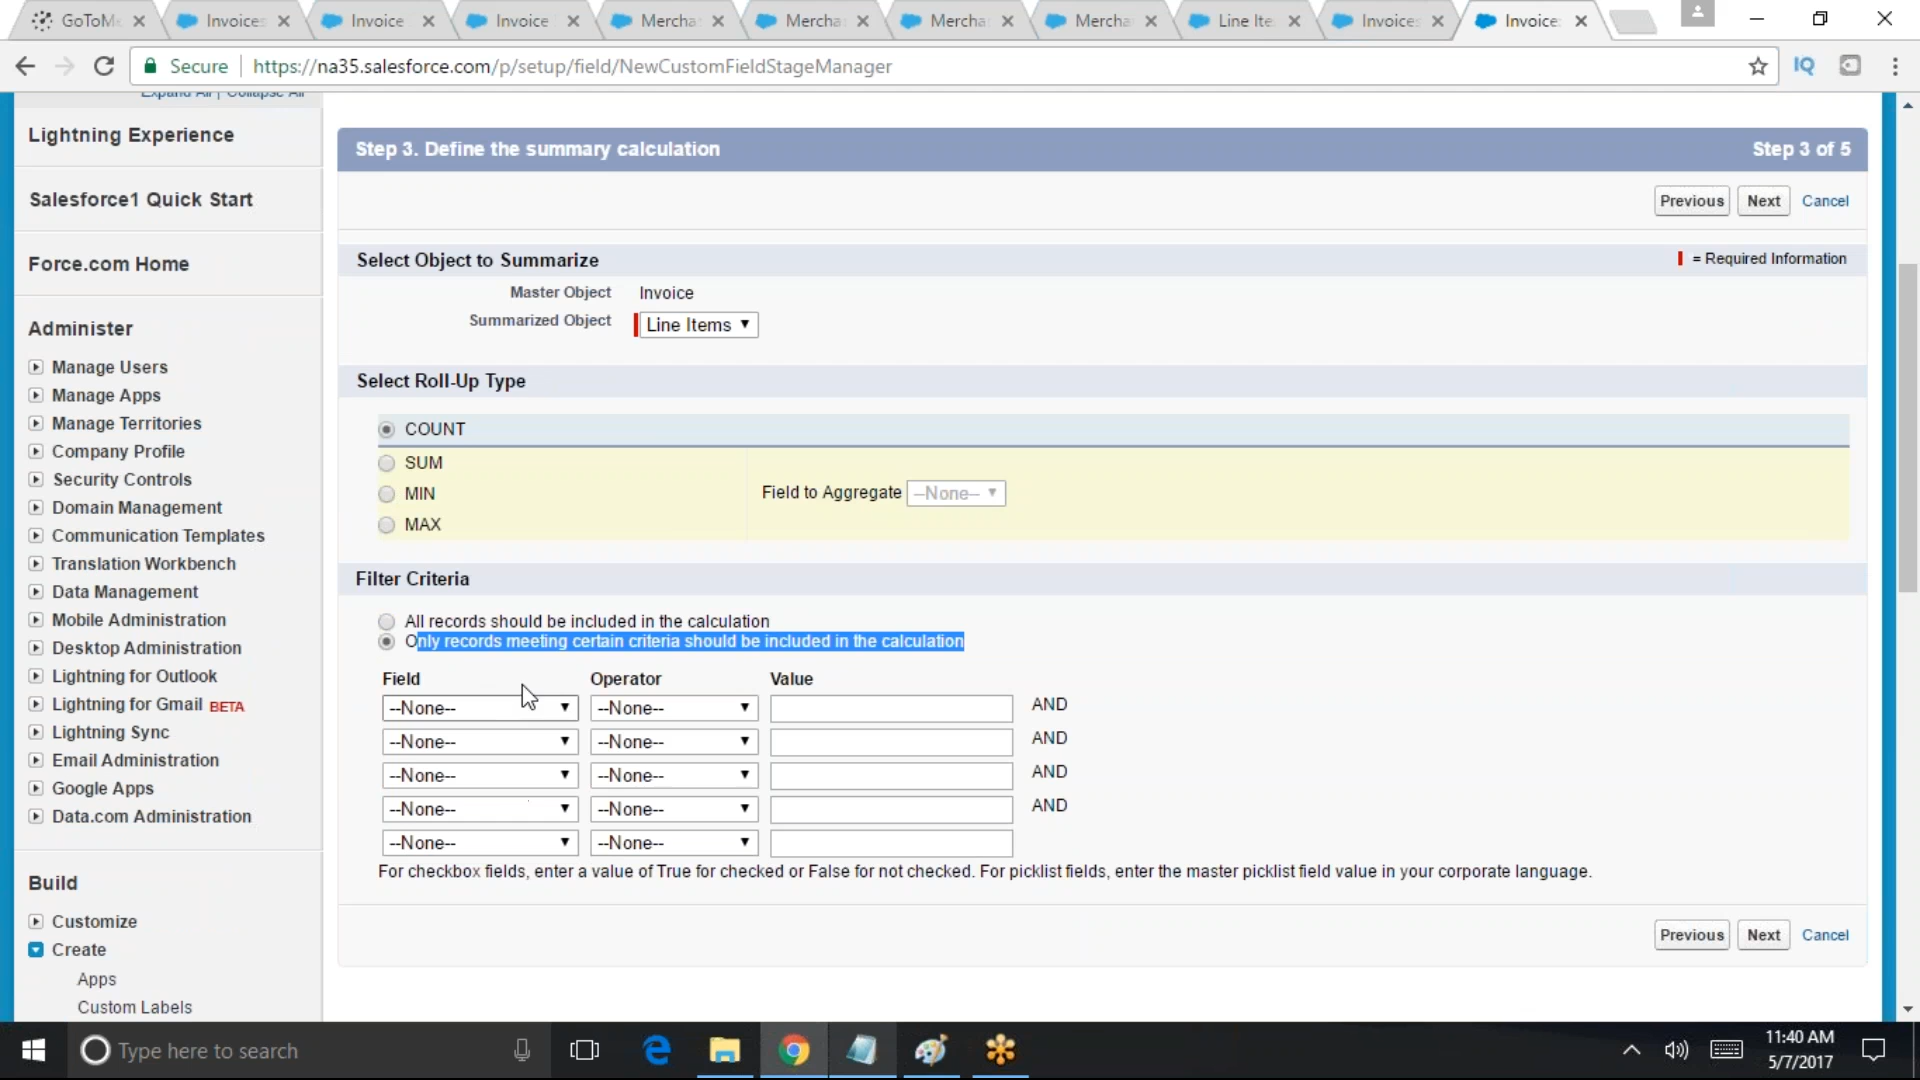 GoToMe
Invoices
Invoice
Invoice
Mercha
Mercha
Mercha
Mercha
Line Ite
Invoices
Invoice:
Secure
https://na35.salesforce.com/p/setup/field/NewCustomFieldStageManager
IQ
Expand All | Collapse All
Lightning Experience
Salesforce1 Quick Start
Force.com Home
Administer
Manage Users
Manage Apps
Manage Territories
Company Profile
Security Controls
Domain Management
Communication Templates
Translation Workbench
Data Management
Mobile Administration
Desktop Administration
Lightning for Outlook
Lightning for Gmail BETA
Lightning Sync
Email Administration
Google Apps
Data.com Administration
Build
Customize
Create
Apps
Custom Labels
Step 3. Define the summary calculation
Step 3 of 5
Previous Next Cancel
Select Object to Summarize
= Required Information
Master Object Invoice
Summarized Object Line Items
Select Roll-Up Type
COUNT
SUM
MIN
MAX
Field to Aggregate --None--
Filter Criteria
All records should be included in the calculation
Only records meeting certain criteria should be included in the calculation
Field Operator Value
--None-- --None-- AND
--None-- --None-- AND
--None-- --None-- AND
--None-- --None-- AND
--None-- --None--
For checkbox fields, enter a value of True for checked or False for not checked. For picklist fields, enter the master picklist field value in your corporate language.
Previous Next Cancel
Type here to search
11:40 AM
5/7/2017